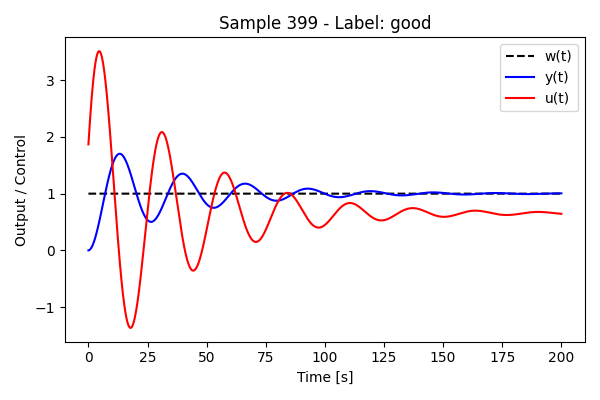 Sample 399 - Label: good
w(t)
y(t)
u(t)
Output / Control
3
2
1
0
−1
0
25
50
75
100
125
150
175
200
Time [s]